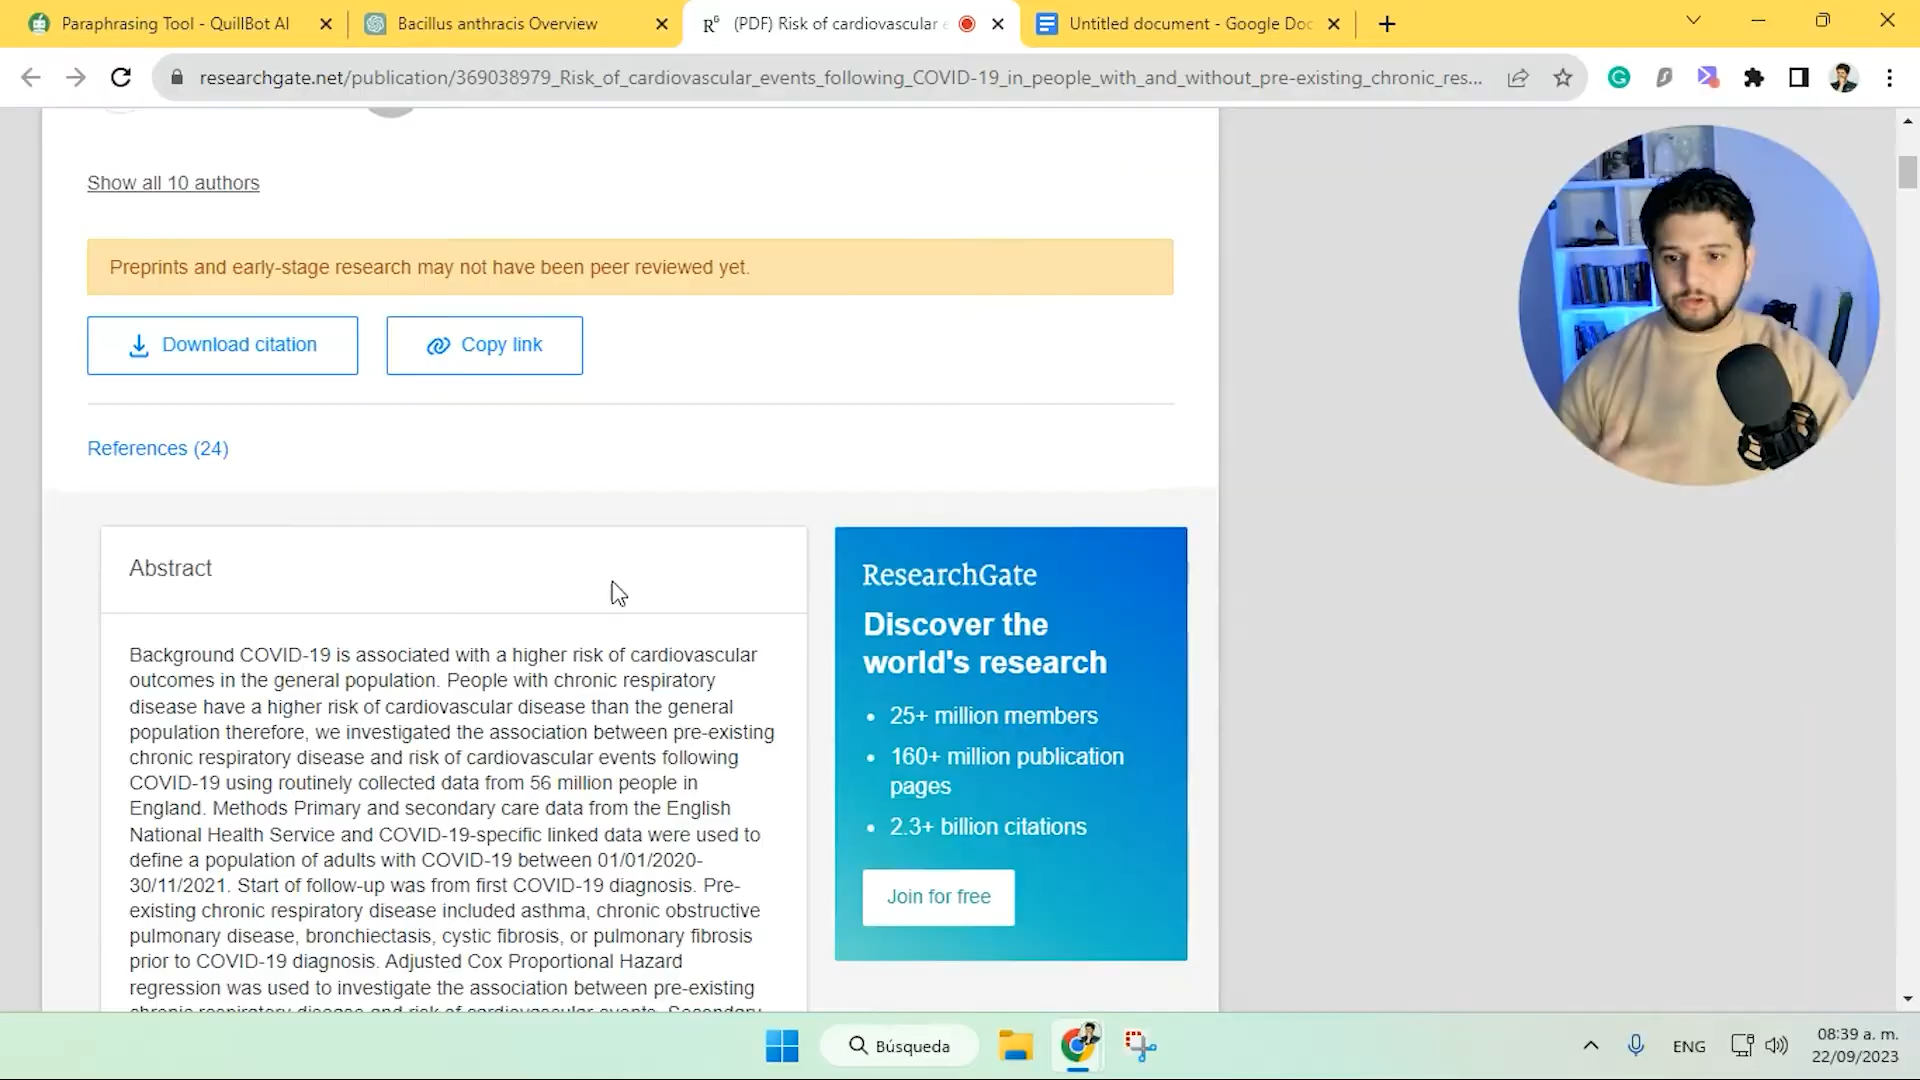 Paraphrasing Tool - QuillBot AI
Bacillus anthracis Overview
R^G (PDF) Risk of cardiovascular e
Untitled document - Google Doc
researchgate.net/publication/369038979_Risk_of_cardiovascular_events_following_COVID-19_in_people_with_and_without_pre-existing_chronic_res...
Show all 10 authors
Preprints and early-stage research may not have been peer reviewed yet.
Download citation
Copy link
References (24)
Abstract
Background COVID-19 is associated with a higher risk of cardiovascular
outcomes in the general population. People with chronic respiratory
disease have a higher risk of cardiovascular disease than the general
population therefore, we investigated the association between pre-existing
chronic respiratory disease and risk of cardiovascular events following
COVID-19 using routinely collected data from 56 million people in
England. Methods Primary and secondary care data from the English
National Health Service and COVID-19-specific linked data were used to
define a population of adults with COVID-19 between 01/01/2020-
30/11/2021. Start of follow-up was from first COVID-19 diagnosis. Pre-
existing chronic respiratory disease included asthma, chronic obstructive
pulmonary disease, bronchiectasis, cystic fibrosis, or pulmonary fibrosis
prior to COVID-19 diagnosis. Adjusted Cox Proportional Hazard
regression was used to investigate the association between pre-existing
chronic respiratory disease and risk of cardiovascular events. Secondary
ResearchGate
Discover the
world's research
• 25+ million members
• 160+ million publication
pages
• 2.3+ billion citations
Join for free
Búsqueda
ENG
08:39 a. m.
22/09/2023